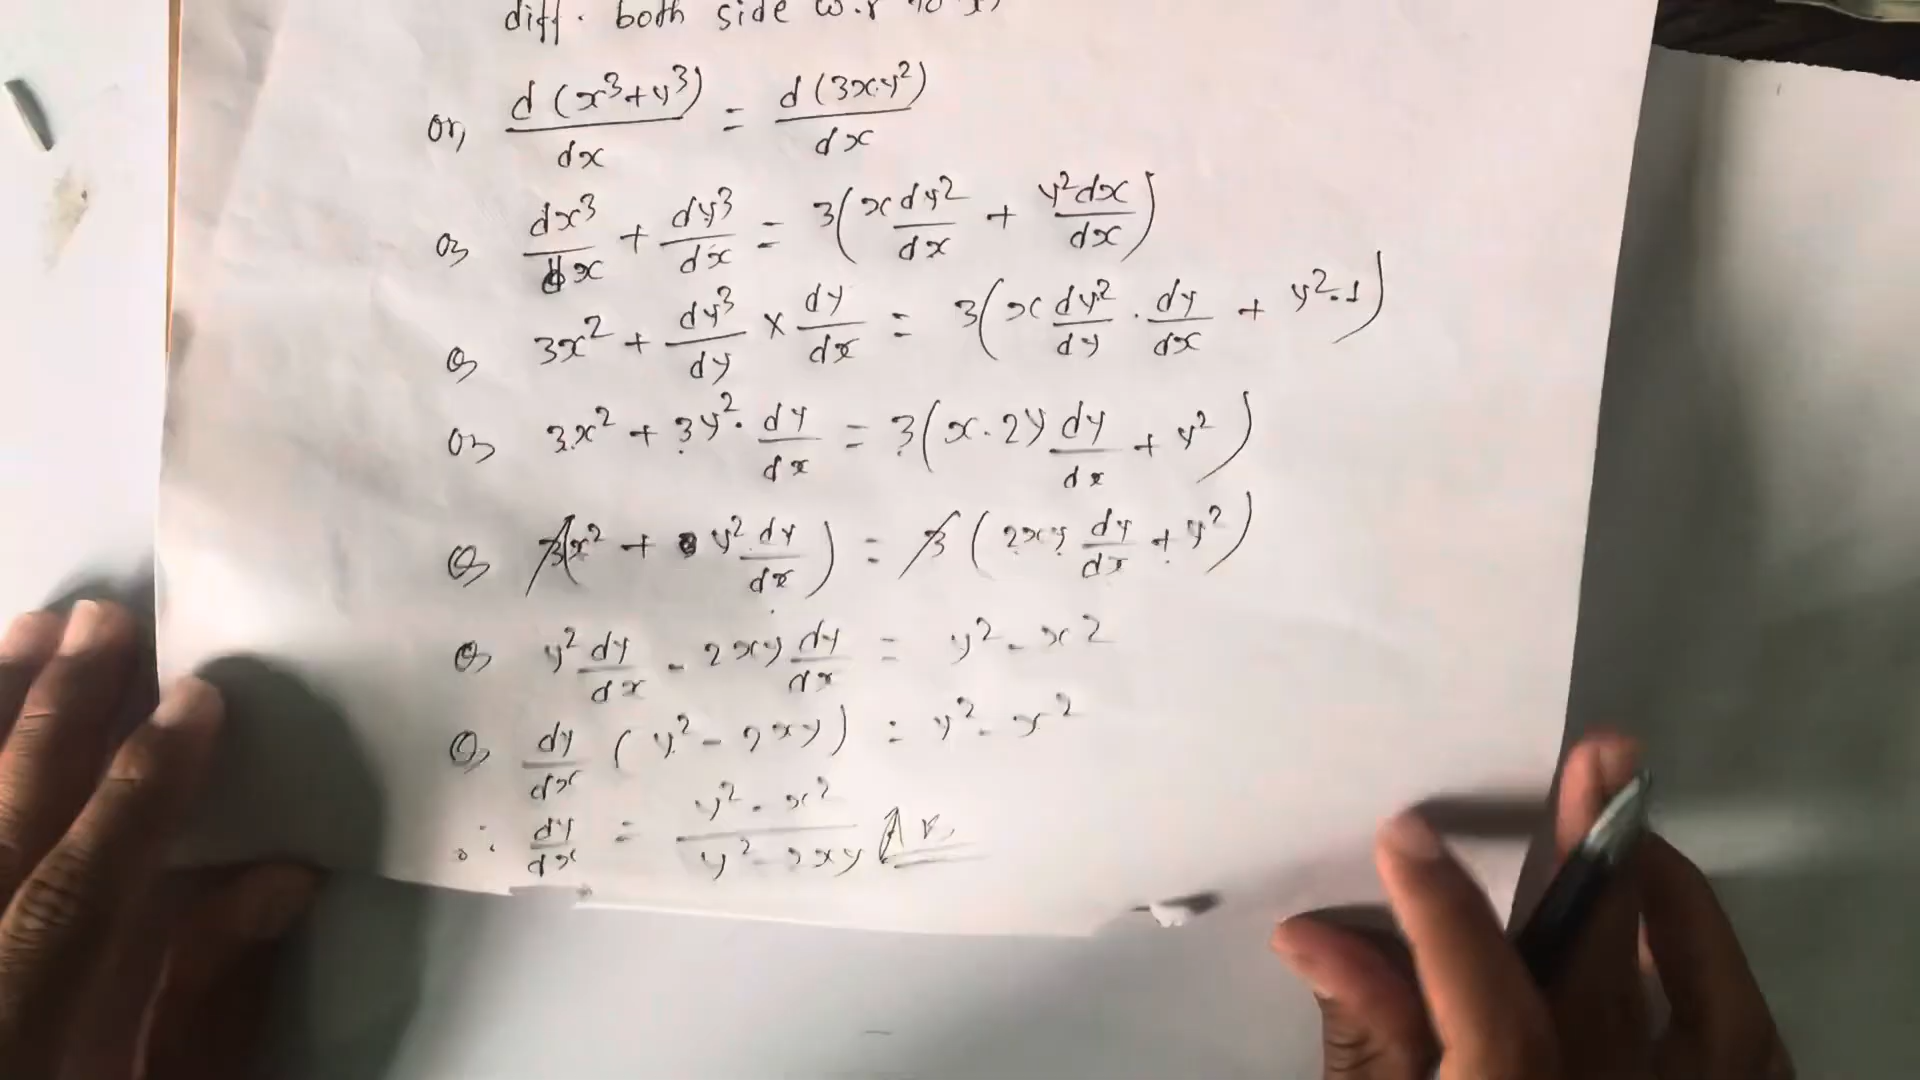 diff. both side w.r to x,
or, d(x³+y³)/dx = d(3x.y²)/dx
or, dx³/dx + dy³/dx = 3(x dy²/dx + y²dx/dx)
or, 3x² + dy³/dy × dy/dx = 3(x dy²/dy . dy/dx + y².1)
or, 3x² + 3y². dy/dx = 3(x.2y dy/dx + y²)
or, 3(x² + y² dy/dx) = 3(2xy dy/dx + y²)
or, y² dy/dx - 2xy dy/dx = y² - x²
or, dy/dx (y² - 2xy) = y² - x²
∴ dy/dx = y² - x² / y² - 2xy